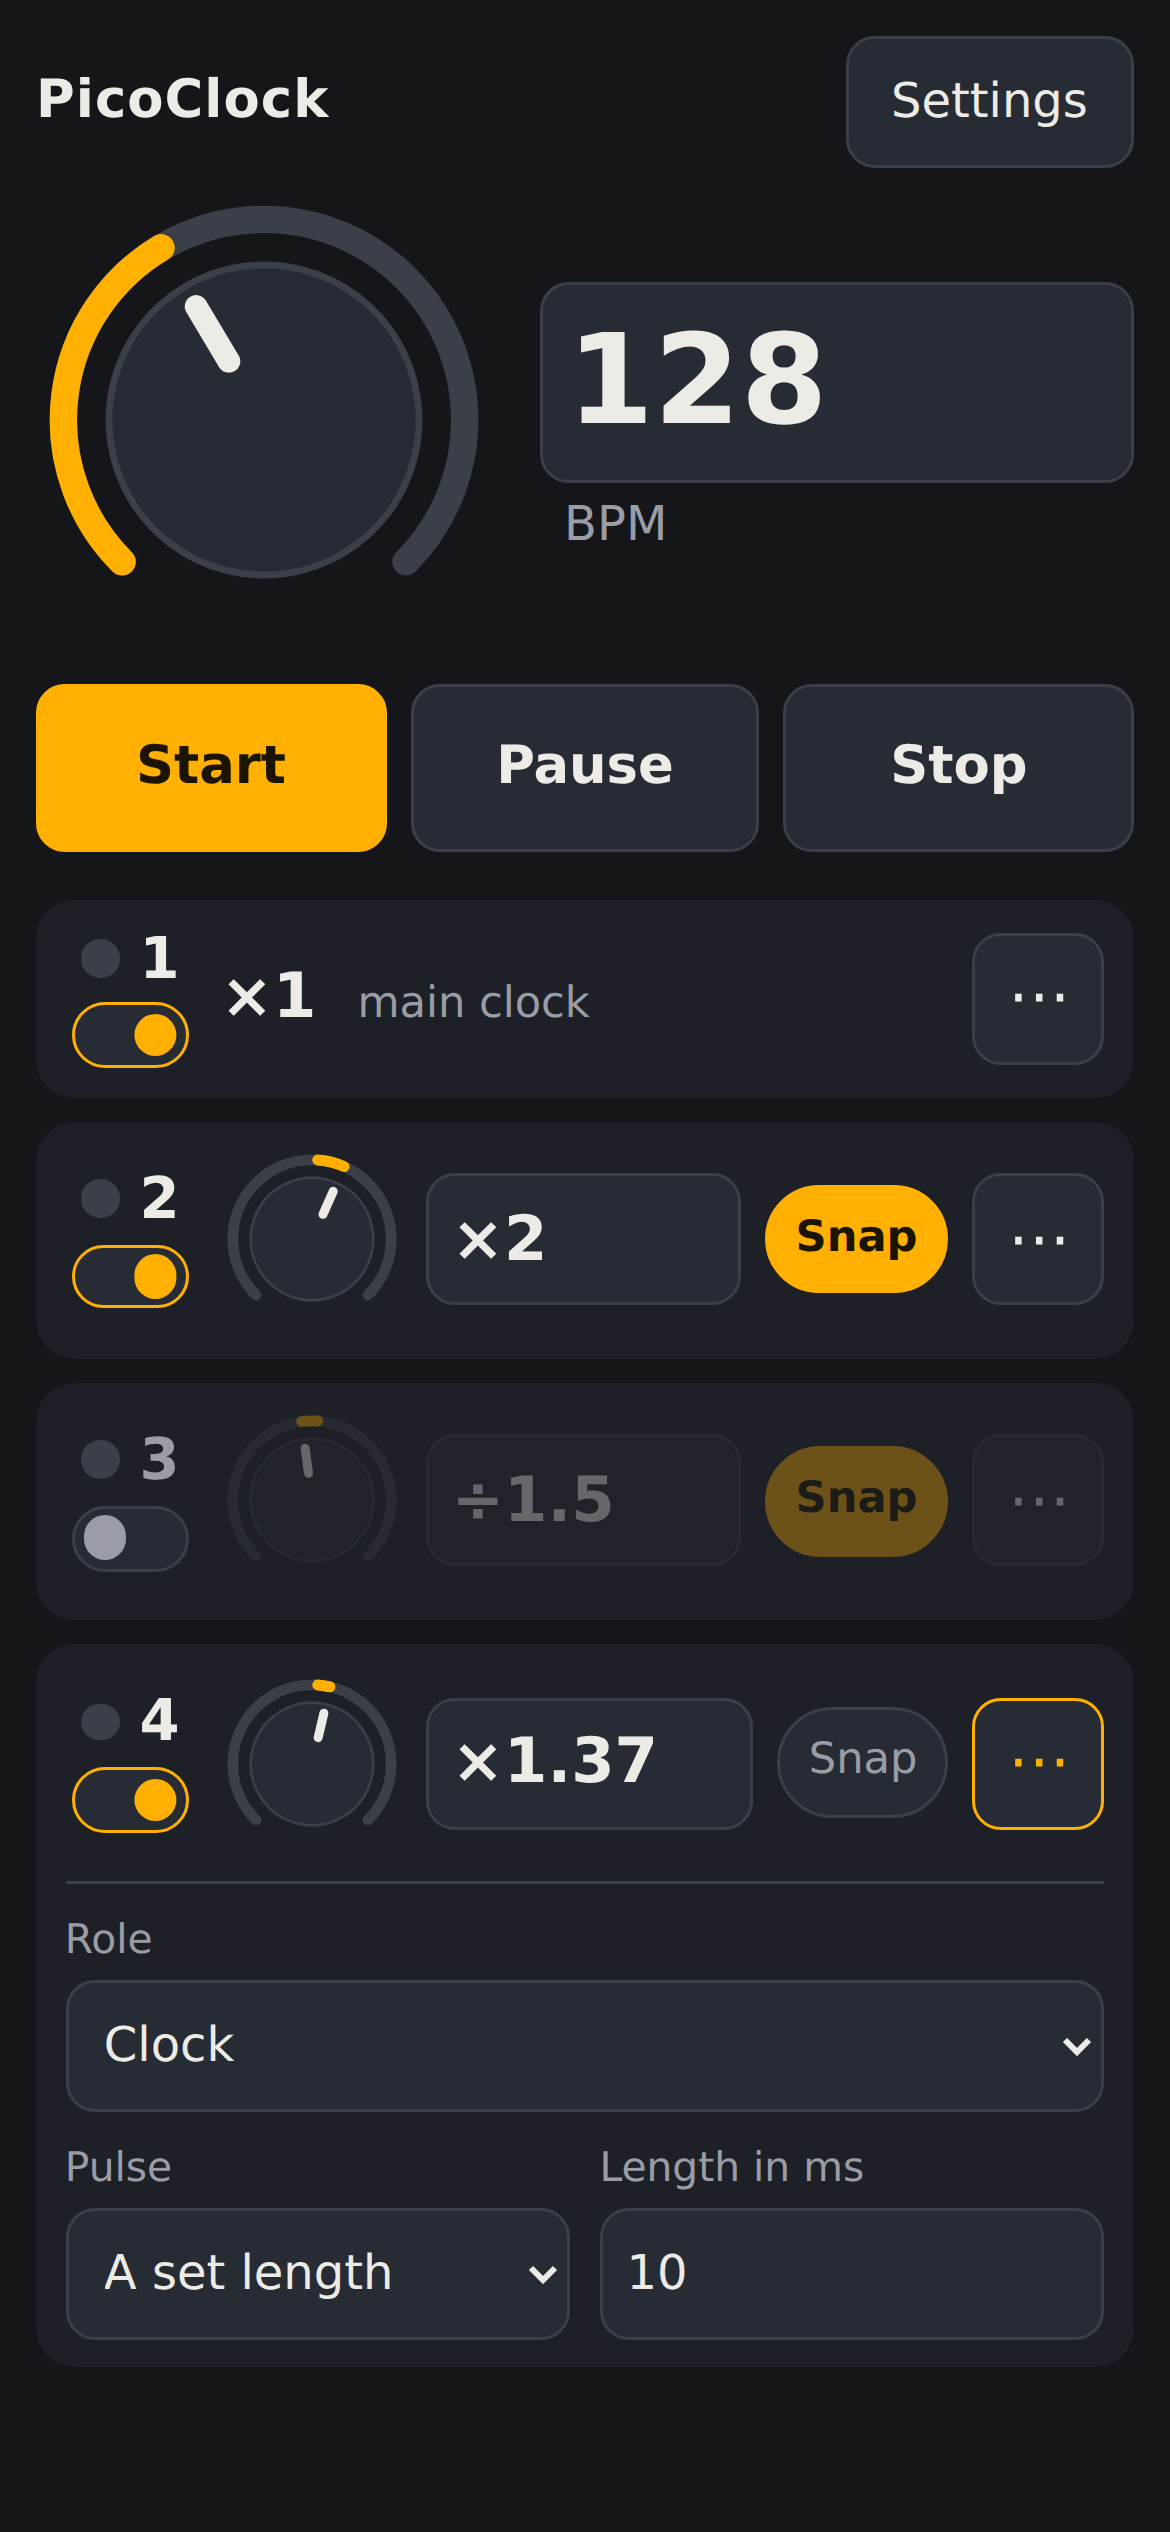 PicoClock
Settings
128
BPM
Start
Pause
Stop
1
×1
main clock
...
2
×2
Snap
...
3
÷1.5
Snap
...
4
×1.37
Snap
...
Role
Clock
Pulse
Length in ms
A set length
10